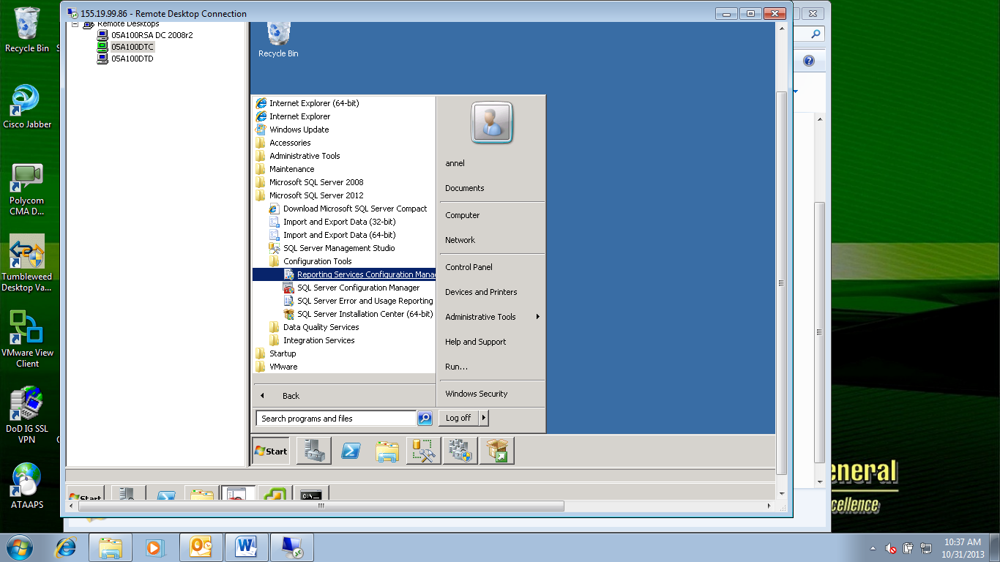 155.19.99.86 - Remote Desktop Connection
Remote Desktops
05A100RSA DC 2008r2
05A100DTC
05A100DTD
Recycle Bin
Cisco Jabber
Polycom
CMA D...
Tumbleweed
Desktop Va...
VMware View
Client
DoD IG SSL
VPN
ATAAPS
Recycle Bin
Internet Explorer (64-bit)
Internet Explorer
Windows Update
Accessories
Administrative Tools
Maintenance
Microsoft SQL Server 2008
Microsoft SQL Server 2012
Download Microsoft SQL Server Compact
Import and Export Data (32-bit)
Import and Export Data (64-bit)
SQL Server Management Studio
Configuration Tools
Reporting Services Configuration Mana
SQL Server Configuration Manager
SQL Server Error and Usage Reporting
SQL Server Installation Center (64-bit)
Data Quality Services
Integration Services
Startup
VMware
Back
Search programs and files
annel
Documents
Computer
Network
Control Panel
Devices and Printers
Administrative Tools
Help and Support
Run...
Windows Security
Log off
Start
Start
C:\
eneral
cellence
10:37 AM
10/31/2013